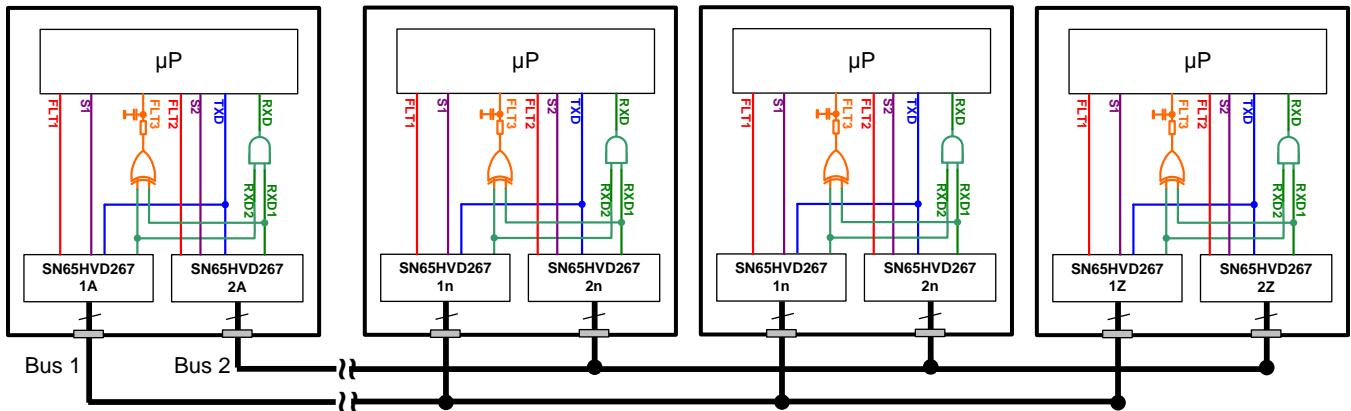 µP
FLT1
S1
FLT3
FLT2
S2
TXD
RXD
RXD2
RXD1
SN65HVD267
1A
SN65HVD267
2A
µP
FLT1
S1
FLT3
FLT2
S2
TXD
RXD
RXD2
RXD1
SN65HVD267
1n
SN65HVD267
2n
µP
FLT1
S1
FLT3
FLT2
S2
TXD
RXD
RXD2
RXD1
SN65HVD267
1n
SN65HVD267
2n
µP
FLT1
S1
FLT3
FLT2
S2
TXD
RXD
RXD2
RXD1
SN65HVD267
1Z
SN65HVD267
2Z
Bus 1
Bus 2